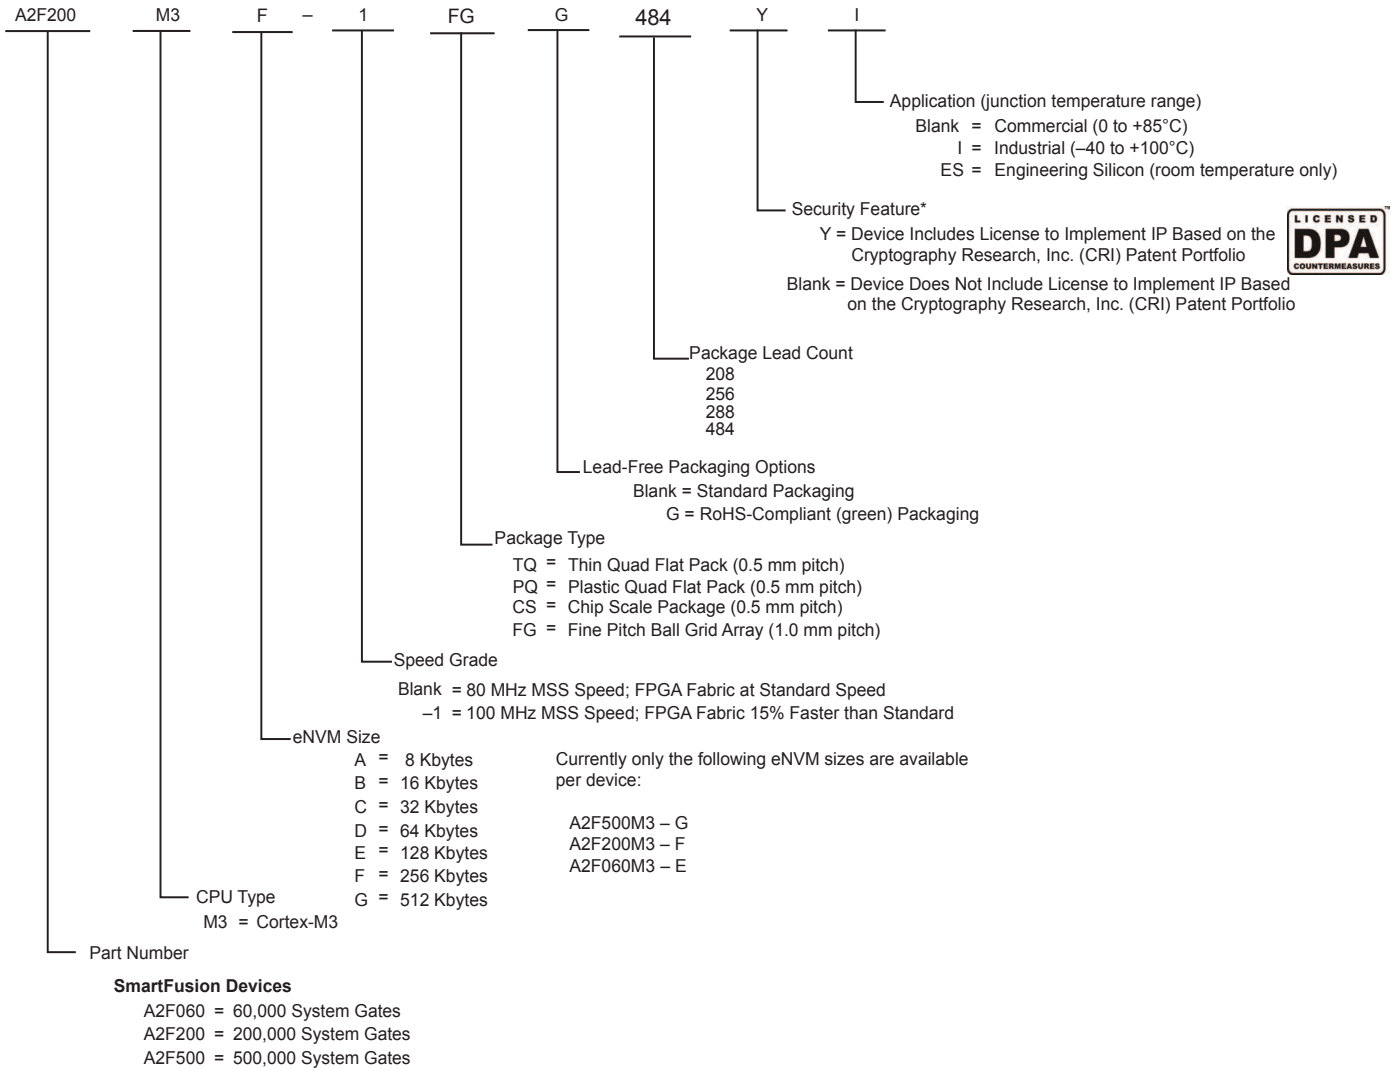 A2F200 M3 F – 1 FG G 484 Y I
Application (junction temperature range)
Blank = Commercial (0 to +85°C)
I = Industrial (–40 to +100°C)
ES = Engineering Silicon (room temperature only)
Security Feature*
Y = Device Includes License to Implement IP Based on the
Cryptography Research, Inc. (CRI) Patent Portfolio
LICENSED
DPA
COUNTERMEASURES
TM
Blank = Device Does Not Include License to Implement IP Based
on the Cryptography Research, Inc. (CRI) Patent Portfolio
Package Lead Count
208
256
288
484
Lead-Free Packaging Options
Blank = Standard Packaging
G = RoHS-Compliant (green) Packaging
Package Type
TQ = Thin Quad Flat Pack (0.5 mm pitch)
PQ = Plastic Quad Flat Pack (0.5 mm pitch)
CS = Chip Scale Package (0.5 mm pitch)
FG = Fine Pitch Ball Grid Array (1.0 mm pitch)
Speed Grade
Blank = 80 MHz MSS Speed; FPGA Fabric at Standard Speed
–1 = 100 MHz MSS Speed; FPGA Fabric 15% Faster than Standard
eNVM Size
A = 8 Kbytes
B = 16 Kbytes
C = 32 Kbytes
D = 64 Kbytes
E = 128 Kbytes
F = 256 Kbytes
G = 512 Kbytes
Currently only the following eNVM sizes are available
per device:
A2F500M3 – G
A2F200M3 – F
A2F060M3 – E
CPU Type
M3 = Cortex-M3
Part Number
SmartFusion Devices
A2F060 = 60,000 System Gates
A2F200 = 200,000 System Gates
A2F500 = 500,000 System Gates